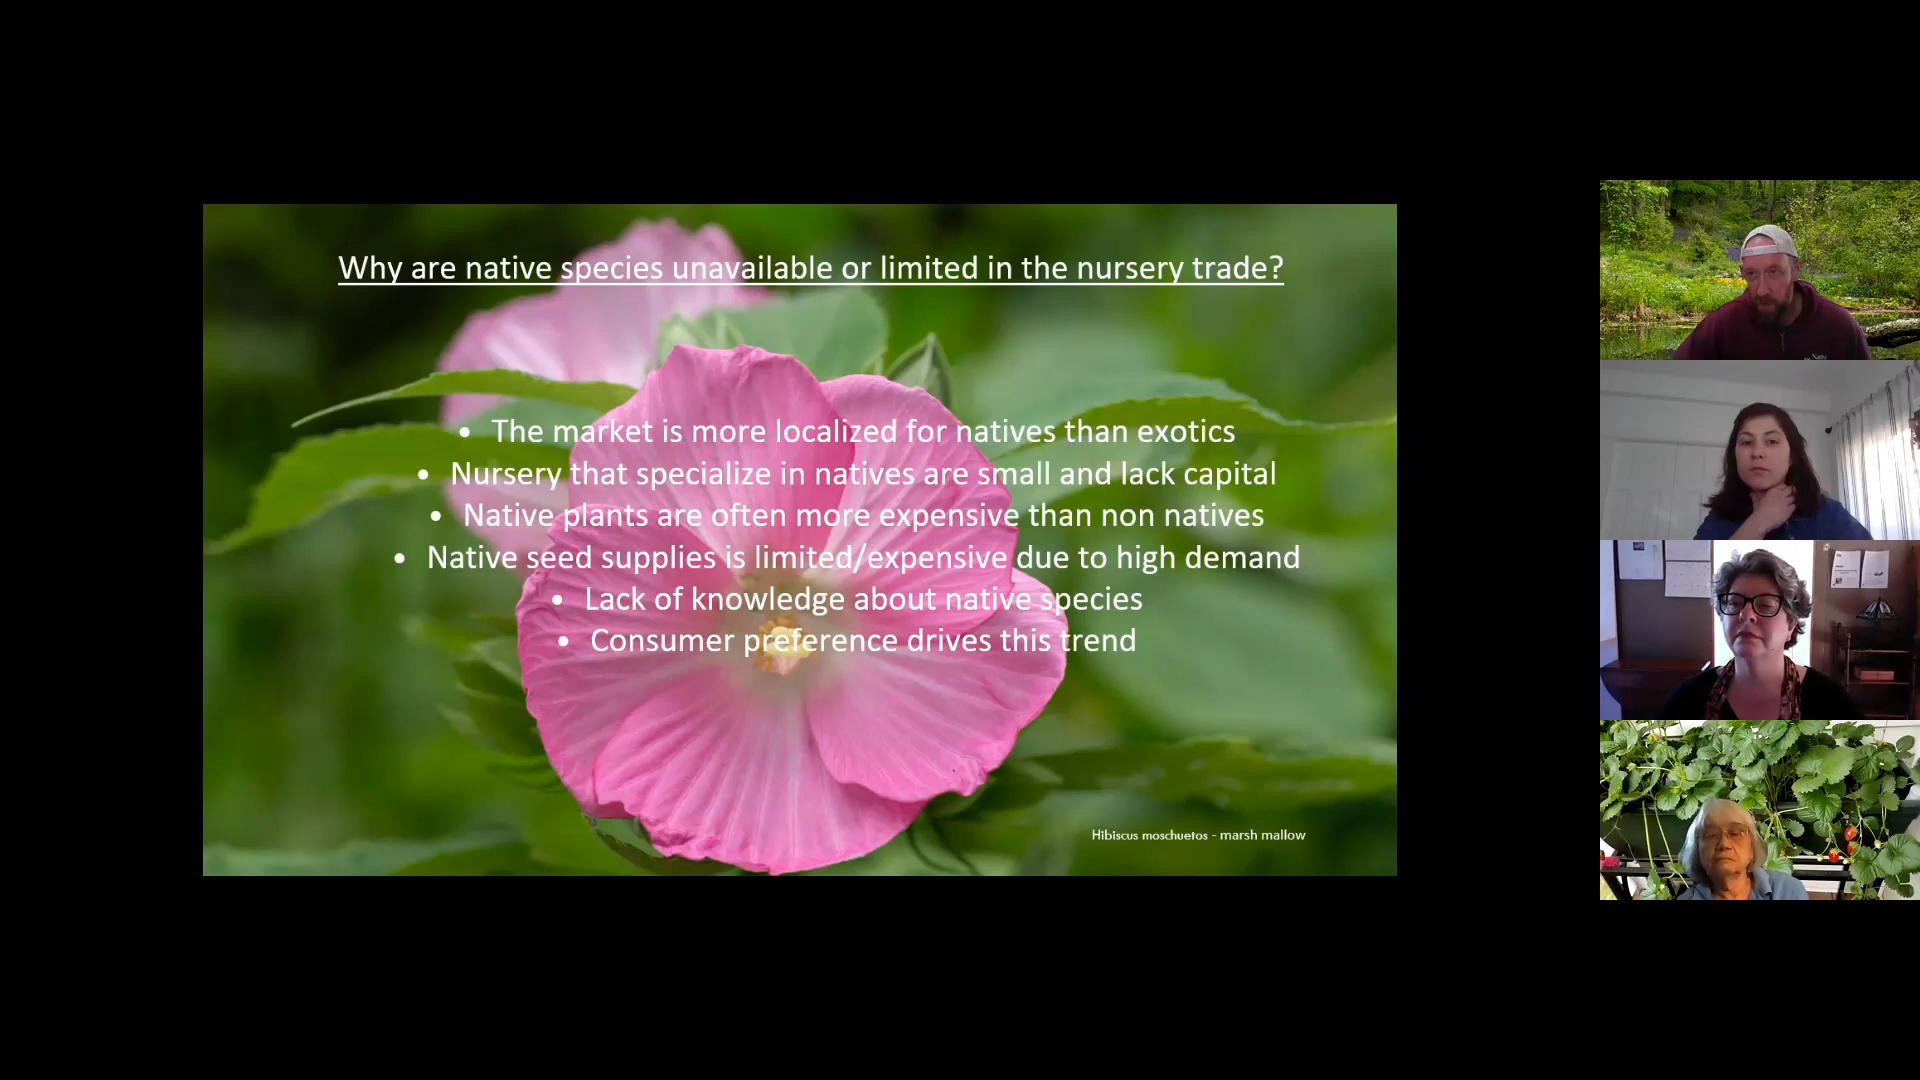 Why are native species unavailable or limited in the nursery trade?
• The market is more localized for natives than exotics
• Nursery that specialize in natives are small and lack capital
• Native plants are often more expensive than non natives
• Native seed supplies is limited/expensive due to high demand
• Lack of knowledge about native species
• Consumer preference drives this trend
Hibiscus moschuetos - marsh mallow